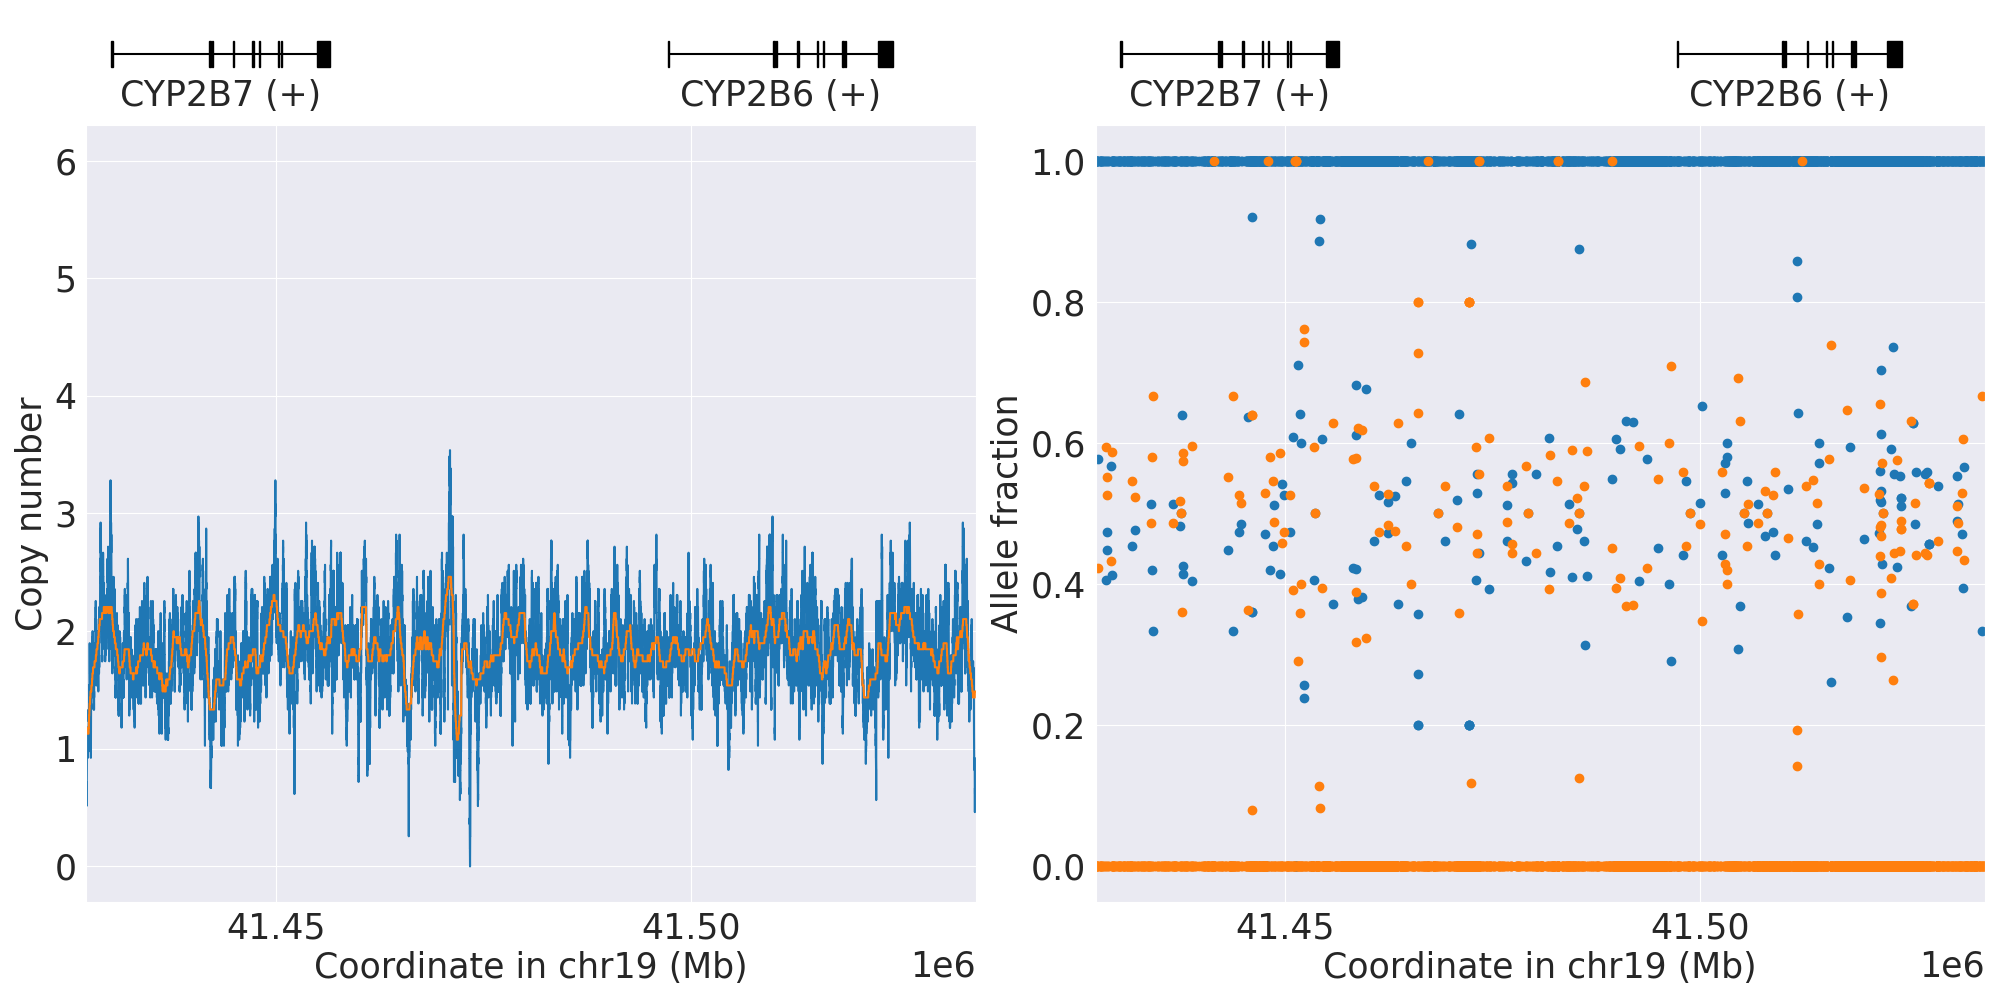 CYP2B7 (+)
CYP2B6 (+)
CYP2B7 (+)
CYP2B6 (+)
6
5
4
3
2
1
0
Copy number
41.45
41.50
Coordinate in chr19 (Mb)
1e6
1.0
0.8
0.6
0.4
0.2
0.0
Allele fraction
41.45
41.50
Coordinate in chr19 (Mb)
1e6